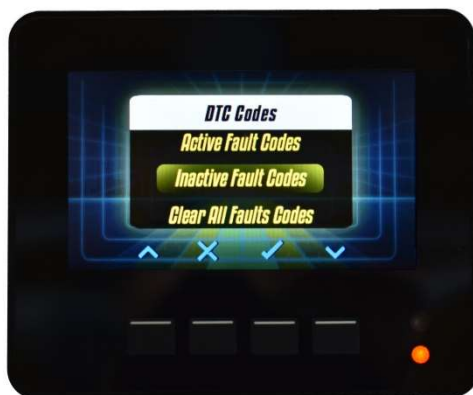 DTC Codes
Active Fault Codes
Inactive Fault Codes
Clear All Faults Codes